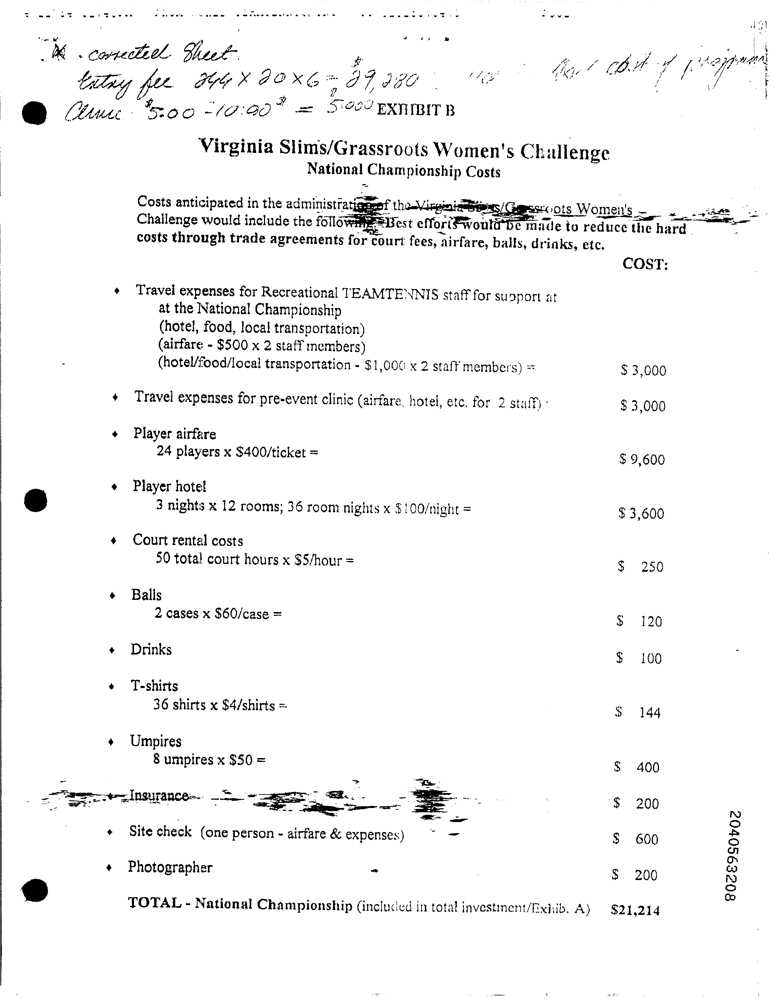 corrected Sheet.
Entry fee 244 X 20 X 6 = $29,280
Clinic $5.00 - 10:00 = $5000 EXHIBIT B
Virginia Slims/Grassroots Women's Challenge
National Championship Costs
Costs anticipated in the administration of the Virginia Slims/Grassroots Women's
Challenge would include the following. Best efforts would be made to reduce the hard
costs through trade agreements for court fees, airfare, balls, drinks, etc.
COST:
♦ Travel expenses for Recreational TEAMTENNIS staff for support at
at the National Championship
(hotel, food, local transportation)
(airfare - $500 x 2 staff members)
(hotel/food/local transportation - $1,000 x 2 staff members) = $ 3,000
♦ Travel expenses for pre-event clinic (airfare, hotel, etc. for 2 staff) $ 3,000
♦ Player airfare
24 players x $400/ticket = $ 9,600
♦ Player hotel
3 nights x 12 rooms; 36 room nights x $100/night = $ 3,600
♦ Court rental costs
50 total court hours x $5/hour = $ 250
♦ Balls
2 cases x $60/case = $ 120
♦ Drinks $ 100
♦ T-shirts
36 shirts x $4/shirts = $ 144
♦ Umpires
8 umpires x $50 = $ 400
♦ Insurance $ 200
♦ Site check (one person - airfare & expenses) $ 600
♦ Photographer $ 200
TOTAL - National Championship (included in total investment/Exhib. A) $21,214
2040563208